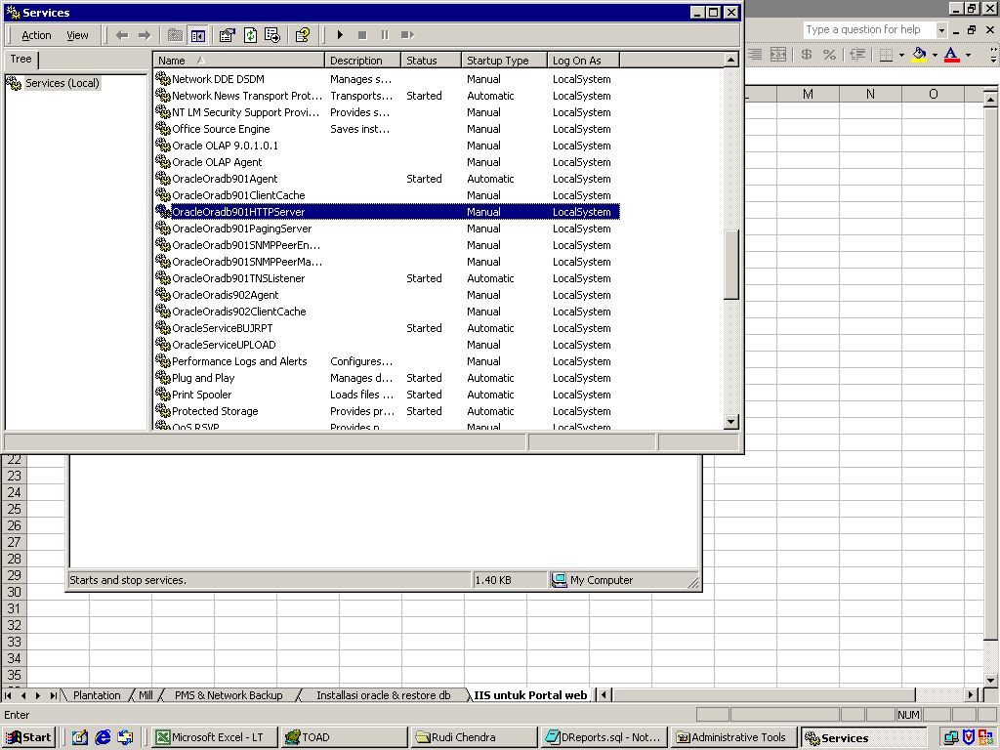 Services
Type a question for help
Action View
Tree
Services (Local)
Name Description Status Startup Type Log On As
Network DDE DSDM Manages s... Manual LocalSystem
Network News Transport Prot... Transports... Started Automatic LocalSystem
NT LM Security Support Provi... Provides s... Manual LocalSystem
Office Source Engine Saves inst... Manual LocalSystem
Oracle OLAP 9.0.1.0.1 Manual LocalSystem
Oracle OLAP Agent Manual LocalSystem
OracleOradb901Agent Started Automatic LocalSystem
OracleOradb901ClientCache Manual LocalSystem
OracleOradb901HTTPServer Manual LocalSystem
OracleOradb901PagingServer Manual LocalSystem
OracleOradb901SNMPPeerEn... Manual LocalSystem
OracleOradb901SNMPPeerMa... Manual LocalSystem
OracleOradb901TNSListener Started Automatic LocalSystem
OracleOradis902Agent Manual LocalSystem
OracleOradis902ClientCache Manual LocalSystem
OracleServiceBUJRPT Started Automatic LocalSystem
OracleServiceUPLOAD Manual LocalSystem
Performance Logs and Alerts Configures... Manual LocalSystem
Plug and Play Manages d... Started Automatic LocalSystem
Print Spooler Loads files ... Started Automatic LocalSystem
Protected Storage Provides pr... Started Automatic LocalSystem
QoS RSVP Provides n... Manual LocalSystem
$ % A
L M N O
22
23
24
25
26
27
28
29
30
31
32
33
34
35
Starts and stop services. 1.40 KB My Computer
Plantation Mill PMS & Network Backup Installasi oracle & restore db IIS untuk Portal web
Enter NUM
Start Microsoft Excel - LT TOAD Rudi Chendra DReports.sql - Not... Administrative Tools Services